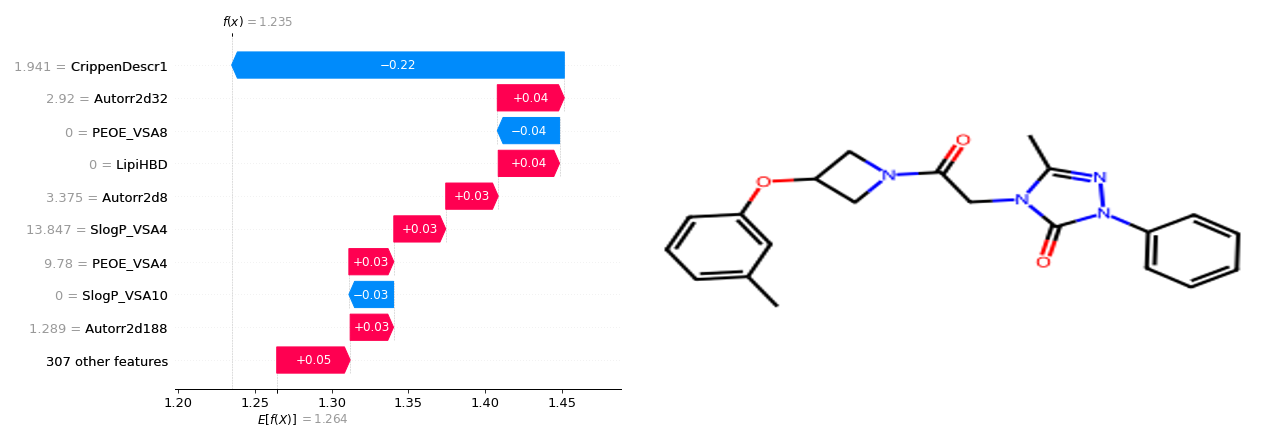 f(x) = 1.235
1.941 = CrippenDescr1
−0.22
2.92 = Autorr2d32
+0.04
0 = PEOE_VSA8
−0.04
0 = LipiHBD
+0.04
3.375 = Autorr2d8
+0.03
13.847 = SlogP_VSA4
+0.03
9.78 = PEOE_VSA4
+0.03
0 = SlogP_VSA10
−0.03
1.289 = Autorr2d188
+0.03
307 other features
+0.05
1.20 1.25 1.30 1.35 1.40 1.45
E[f(X)] = 1.264
O
O
N
N
N
N
O